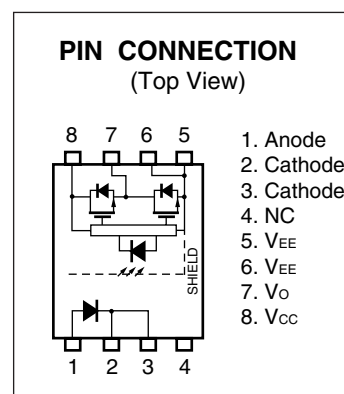 PIN CONNECTION
(Top View)
8 7 6 5
SHIELD
1 2 3 4
1. Anode
2. Cathode
3. Cathode
4. NC
5. VEE
6. VEE
7. VO
8. VCC